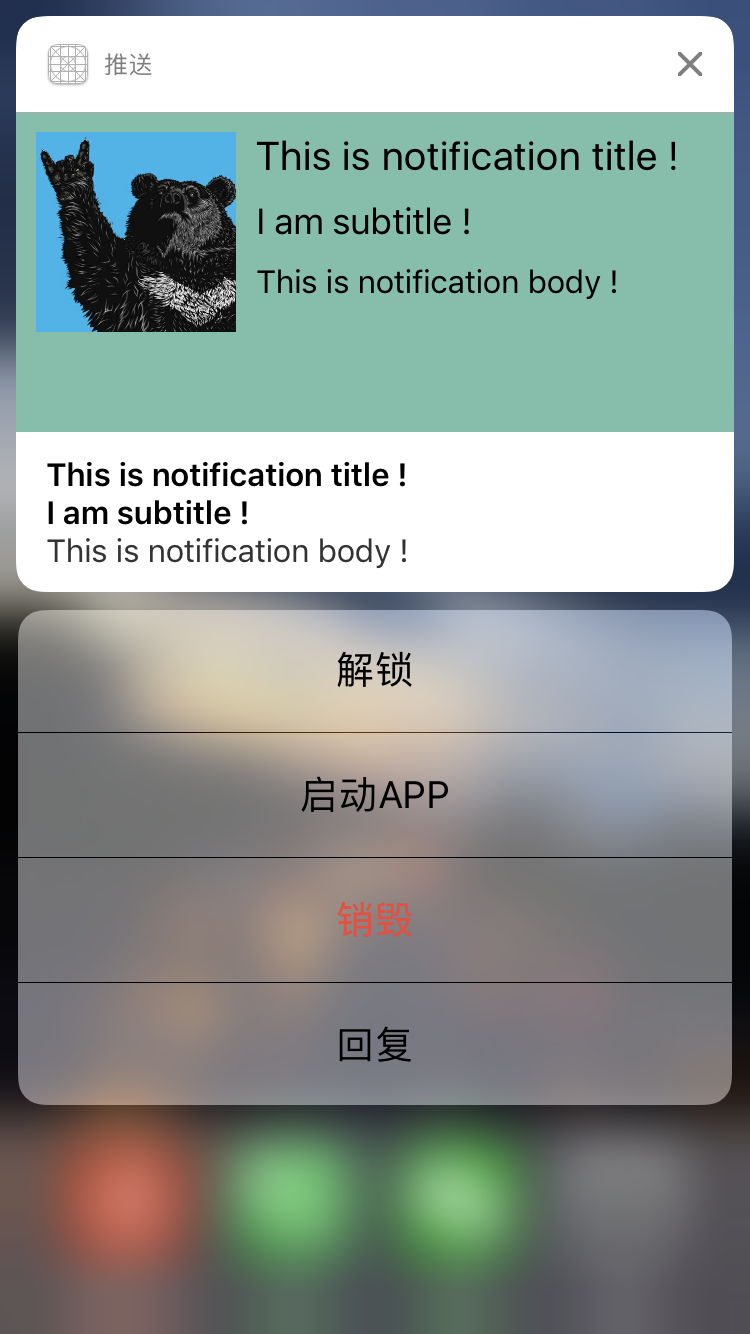 推送
This is notification title !
I am subtitle !
This is notification body !
This is notification title !
I am subtitle !
This is notification body !
解锁
启动APP
销毁
回复